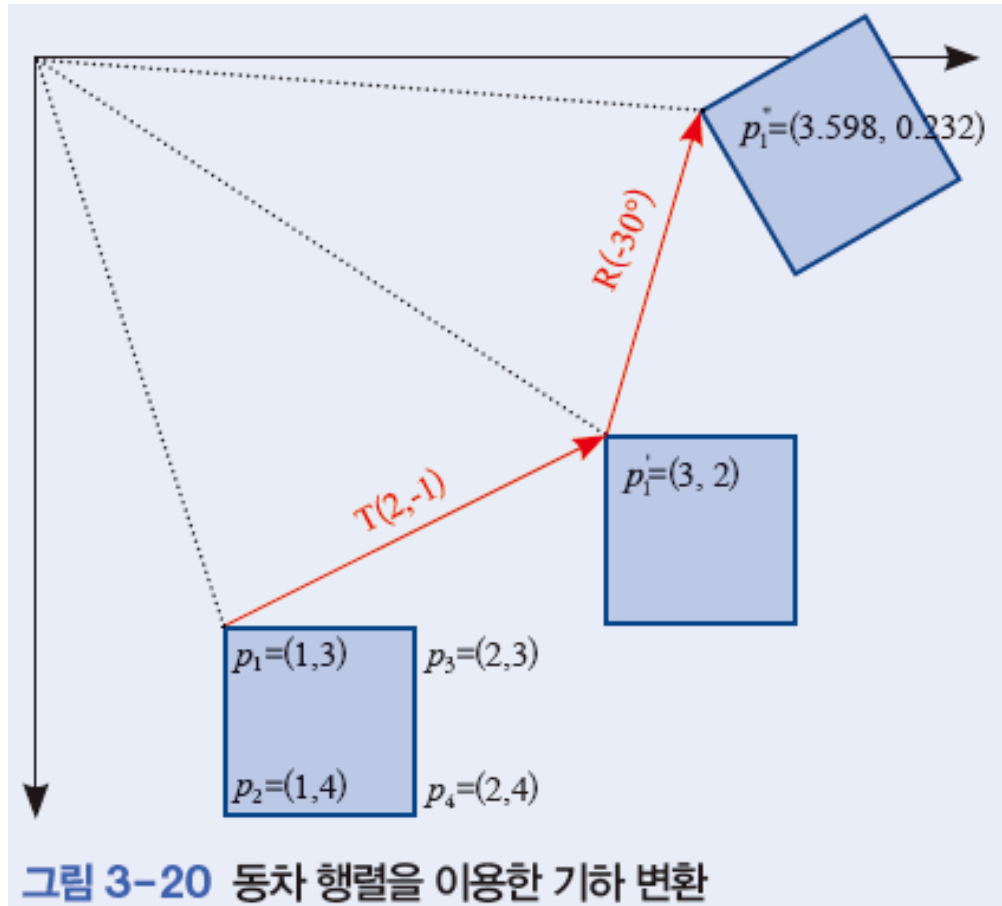 p₁″=(3.598, 0.232)
R(-30°)
T(2,-1)
p₁′=(3, 2)
p₁=(1,3) p₃=(2,3)
p₂=(1,4) p₄=(2,4)
그림 3-20 동차 행렬을 이용한 기하 변환